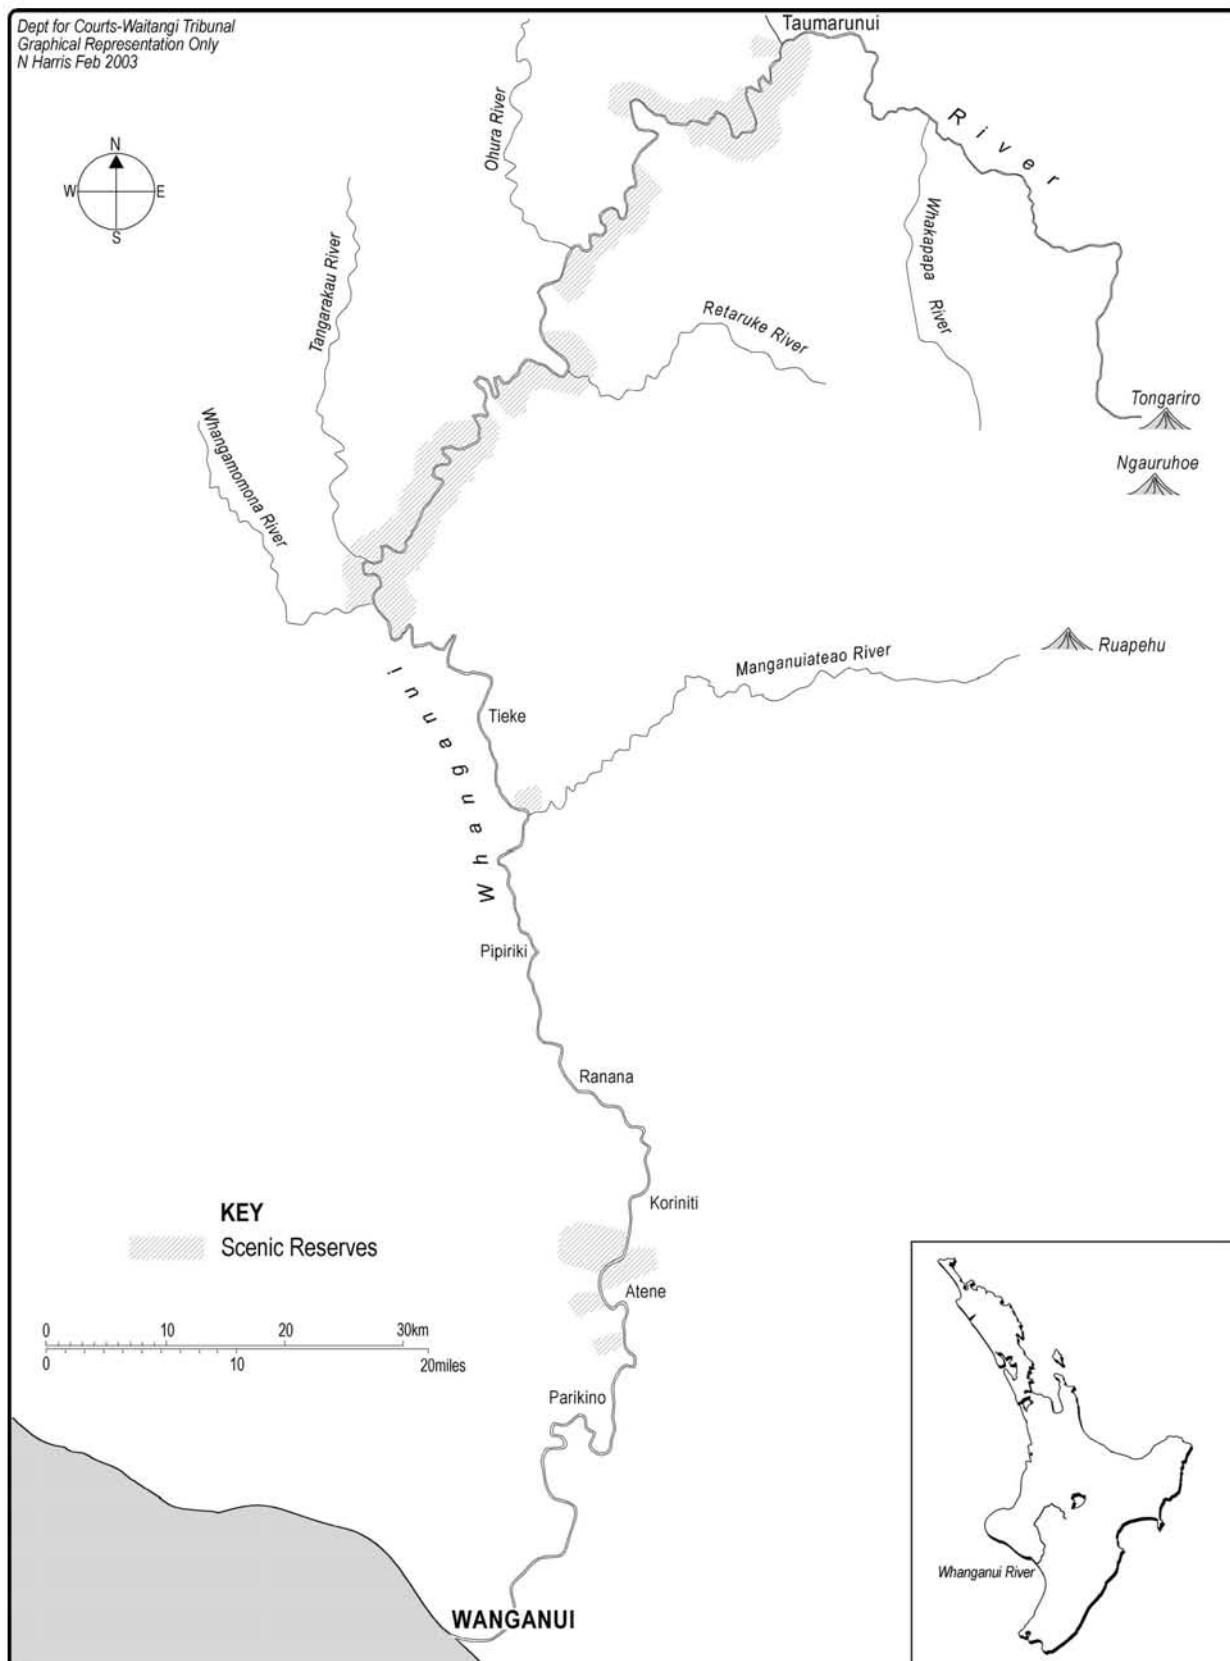 Dept for Courts-Waitangi Tribunal
Graphical Representation Only
N Harris Feb 2003
Taumarunui
N
W
E
S
Ohura River
River
Tangarakau River
Whakapapa River
Retaruke River
Whangamomona River
Tongariro
Ngauruhoe
Ruapehu
Manganuiateao River
Whanganui
Tieke
Pipiriki
Ranana
Koriniti
KEY
Scenic Reserves
Atene
0 10 20 30km
0 10 20miles
Parikino
Whanganui River
WANGANUI